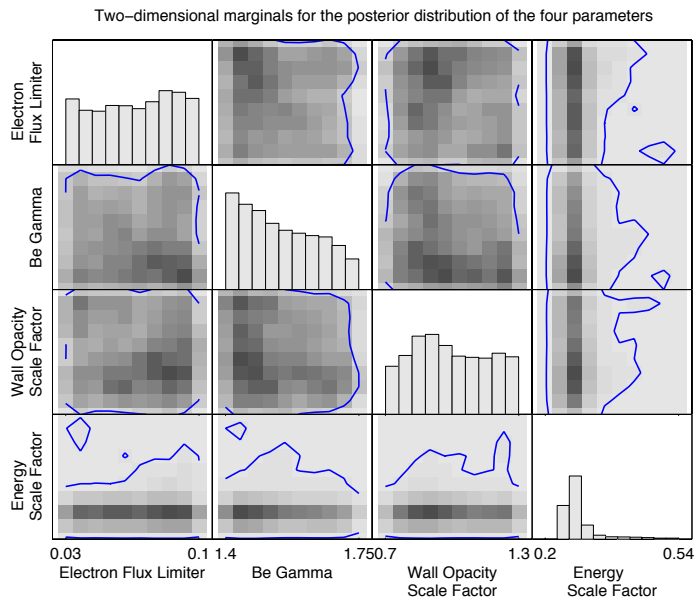 Two-dimensional marginals for the posterior distribution of the four parameters
Electron
Flux Limiter
Be Gamma
Wall Opacity
Scale Factor
Energy
Scale Factor
0.03 0.1 1.4 1.75 0.7 1.3 0.2 0.54
Electron Flux Limiter
Be Gamma
Wall Opacity
Scale Factor
Energy
Scale Factor